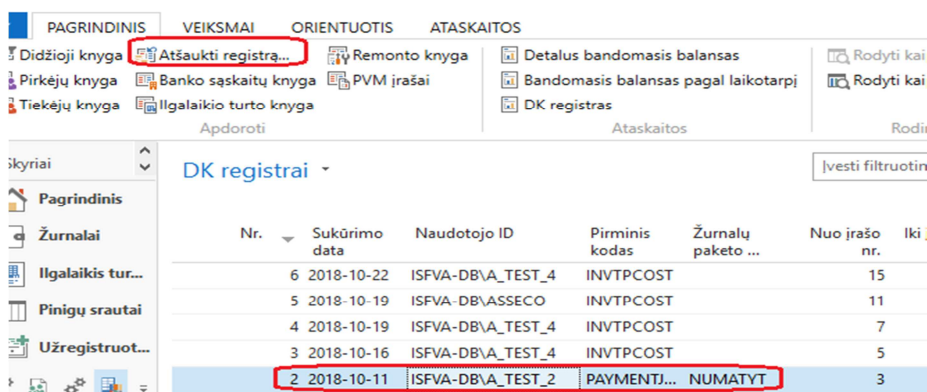 PAGRINDINIS VEIKSMAI ORIENTUOTIS ATASKAITOS
Didžioji knyga Atšaukti registrą... Remonto knyga Detalus bandomasis balansas Rodyti kai
Pirkėjų knyga Banko sąskaitų knyga PVM įrašai Bandomasis balansas pagal laikotarpį Rodyti kai
Tiekėjų knyga Ilgalaikio turto knyga DK registras
Apdoroti Ataskaitos
Skyriai
DK registrai
Įvesti filtruotin
Pagrindinis
Žurnalai
Ilgalaikis tur...
Pinigų srautai
Užregistruot...
Nr. Sukūrimo data Naudotojo ID Pirminis kodas Žurnalų paketo ... Nuo įrašo nr. Iki
6 2018-10-22 ISFVA-DB\A_TEST_4 INVTPCOST 15
5 2018-10-19 ISFVA-DB\ASSECO INVTPCOST 11
4 2018-10-19 ISFVA-DB\A_TEST_4 INVTPCOST 7
3 2018-10-16 ISFVA-DB\A_TEST_4 INVTPCOST 5
2 2018-10-11 ISFVA-DB\A_TEST_2 PAYMENTJ... NUMATYT 3